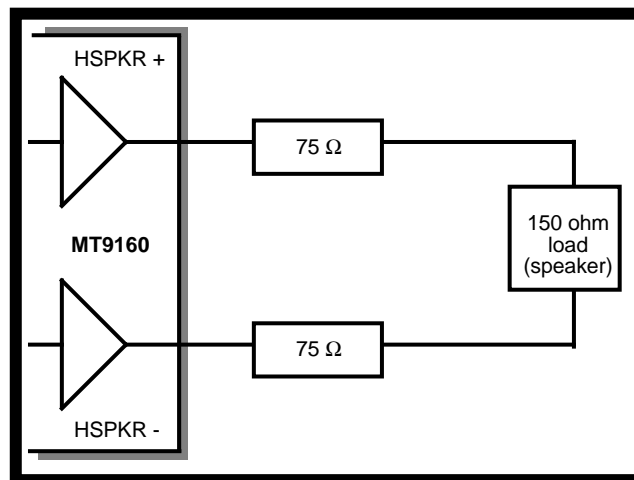 HSPKR +
75 Ω
150 ohm
load
(speaker)
MT9160
75 Ω
HSPKR -